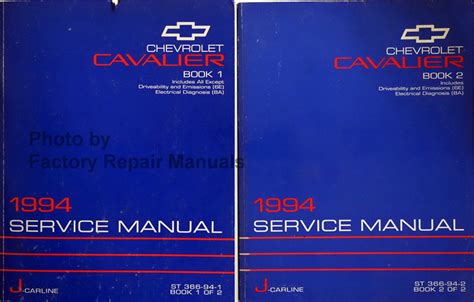 CHEVROLET
CAVALIER
BOOK 1
Includes All Except
Driveability and Emissions (6E)
Electrical Diagnosis (8A)
Photo by
Factory Repair Manuals
1994
SERVICE MANUAL
J-CARLINE
ST 366-94-1
BOOK 1 OF 2
CHEVROLET
CAVALIER
BOOK 2
Includes
Driveability and Emissions (6E)
Electrical Diagnosis (8A)
1994
SERVICE MANUAL
J-CARLINE
ST 366-94-2
BOOK 2 OF 2